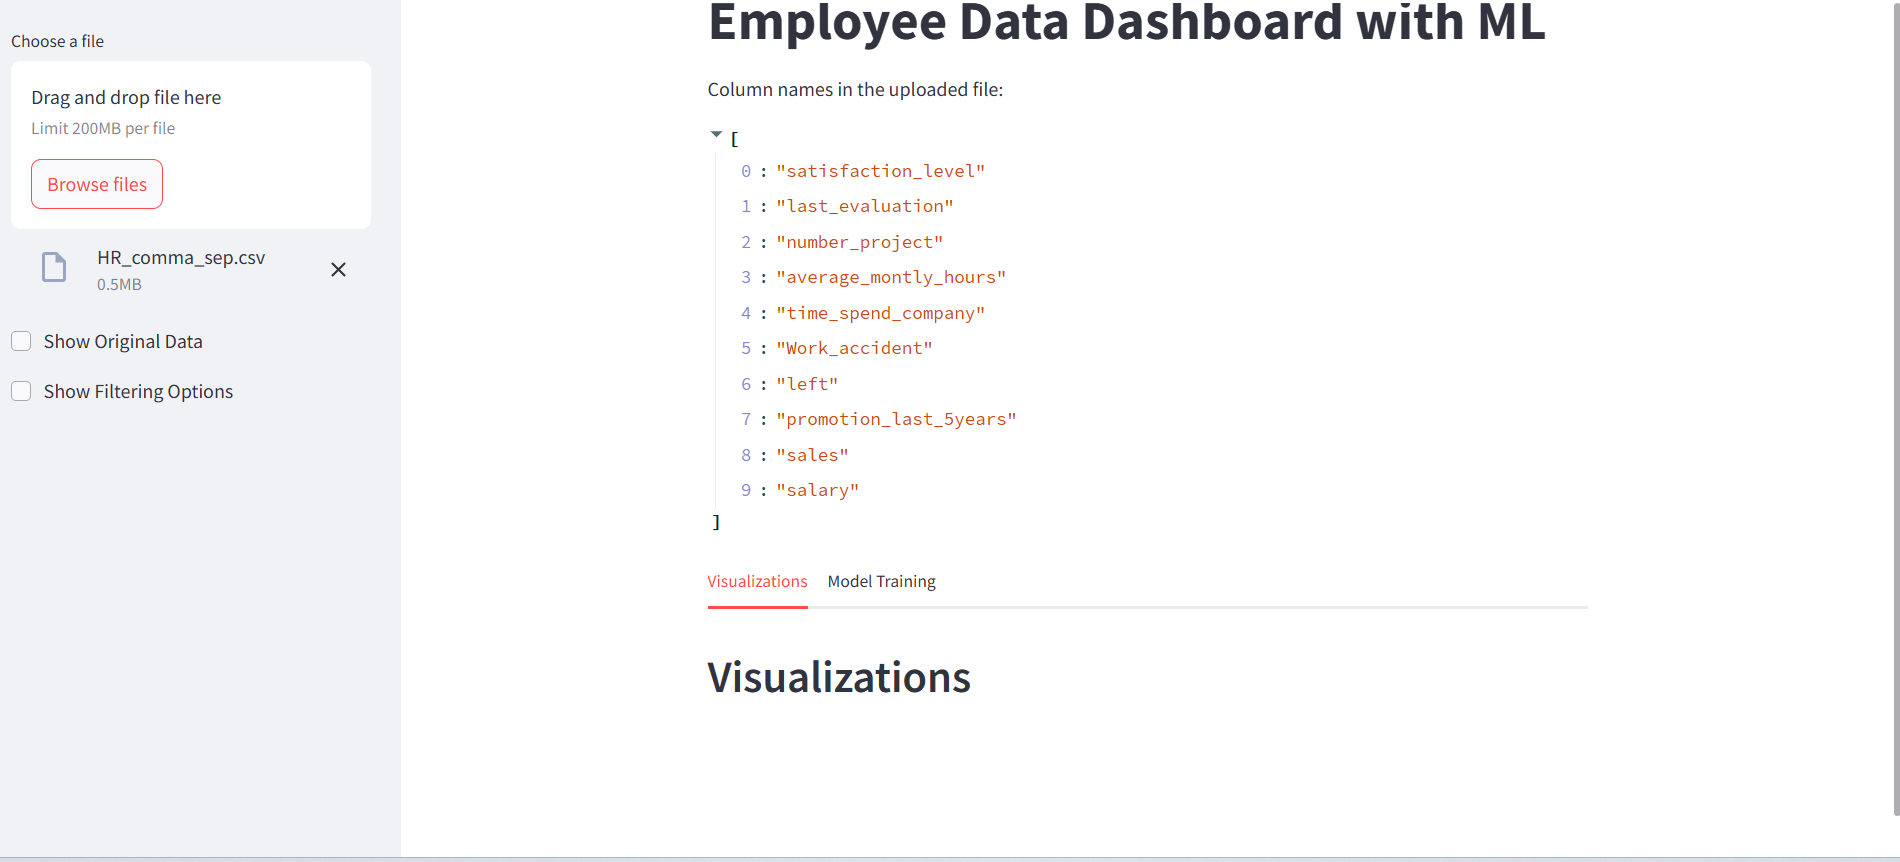 Choose a file
Drag and drop file here
Limit 200MB per file
Browse files
HR_comma_sep.csv
0.5MB
Show Original Data
Show Filtering Options
Employee Data Dashboard with ML
Column names in the uploaded file:
[
0 : "satisfaction_level"
1 : "last_evaluation"
2 : "number_project"
3 : "average_montly_hours"
4 : "time_spend_company"
5 : "Work_accident"
6 : "left"
7 : "promotion_last_5years"
8 : "sales"
9 : "salary"
]
Visualizations Model Training
Visualizations